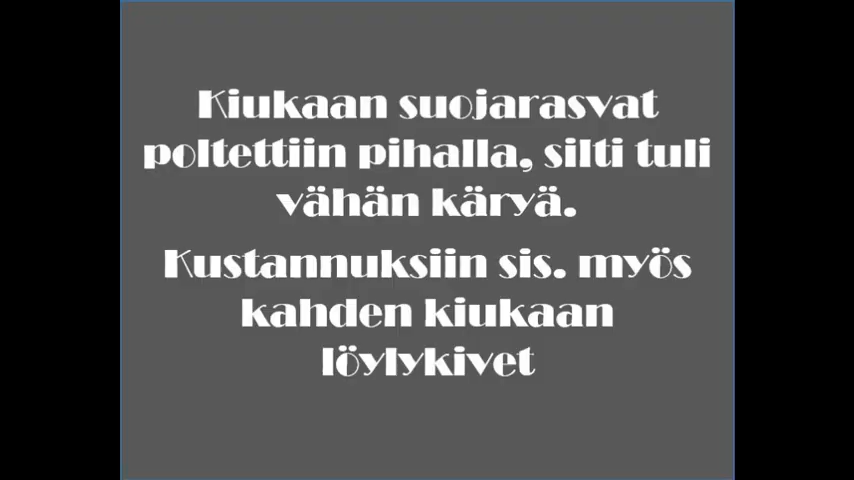 Kiukaan suojarasvat
poltettiin pihalla, silti tuli
vähän käryä.
Kustannuksiin sis. myös
kahden kiukaan
löylykivet